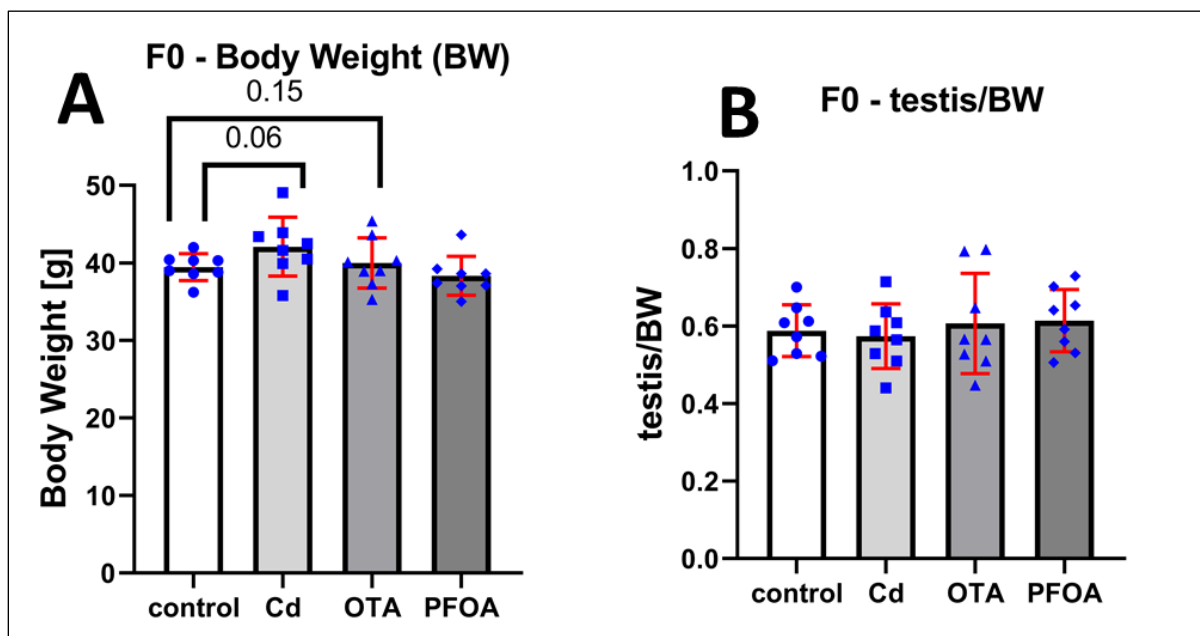 A
F0 - Body Weight (BW)
0.15
0.06
Body Weight [g]
50
40
30
20
10
0
control Cd OTA PFOA
B
F0 - testis/BW
testis/BW
1.0
0.8
0.6
0.4
0.2
0.0
control Cd OTA PFOA